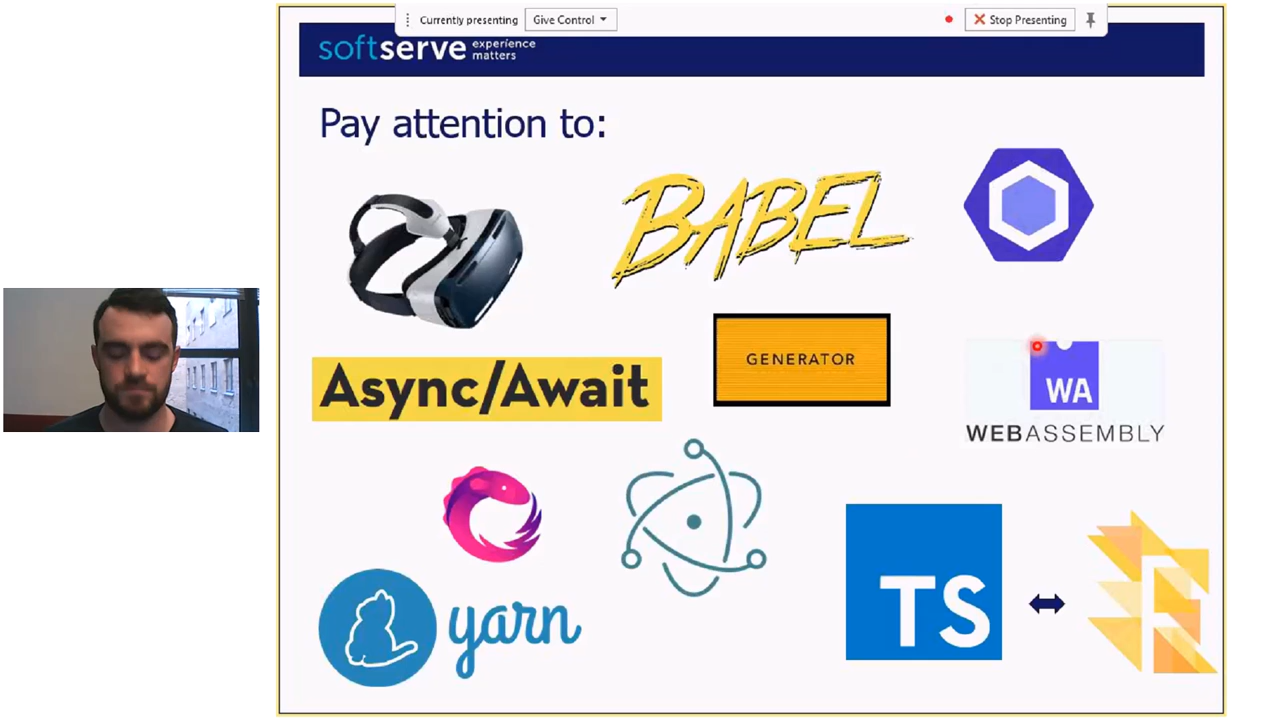 Currently presenting
Give Control
Stop Presenting
softserve experience matters
Pay attention to:
BABEL
GENERATOR
Async/Await
WA
WEBASSEMBLY
TS
yarn